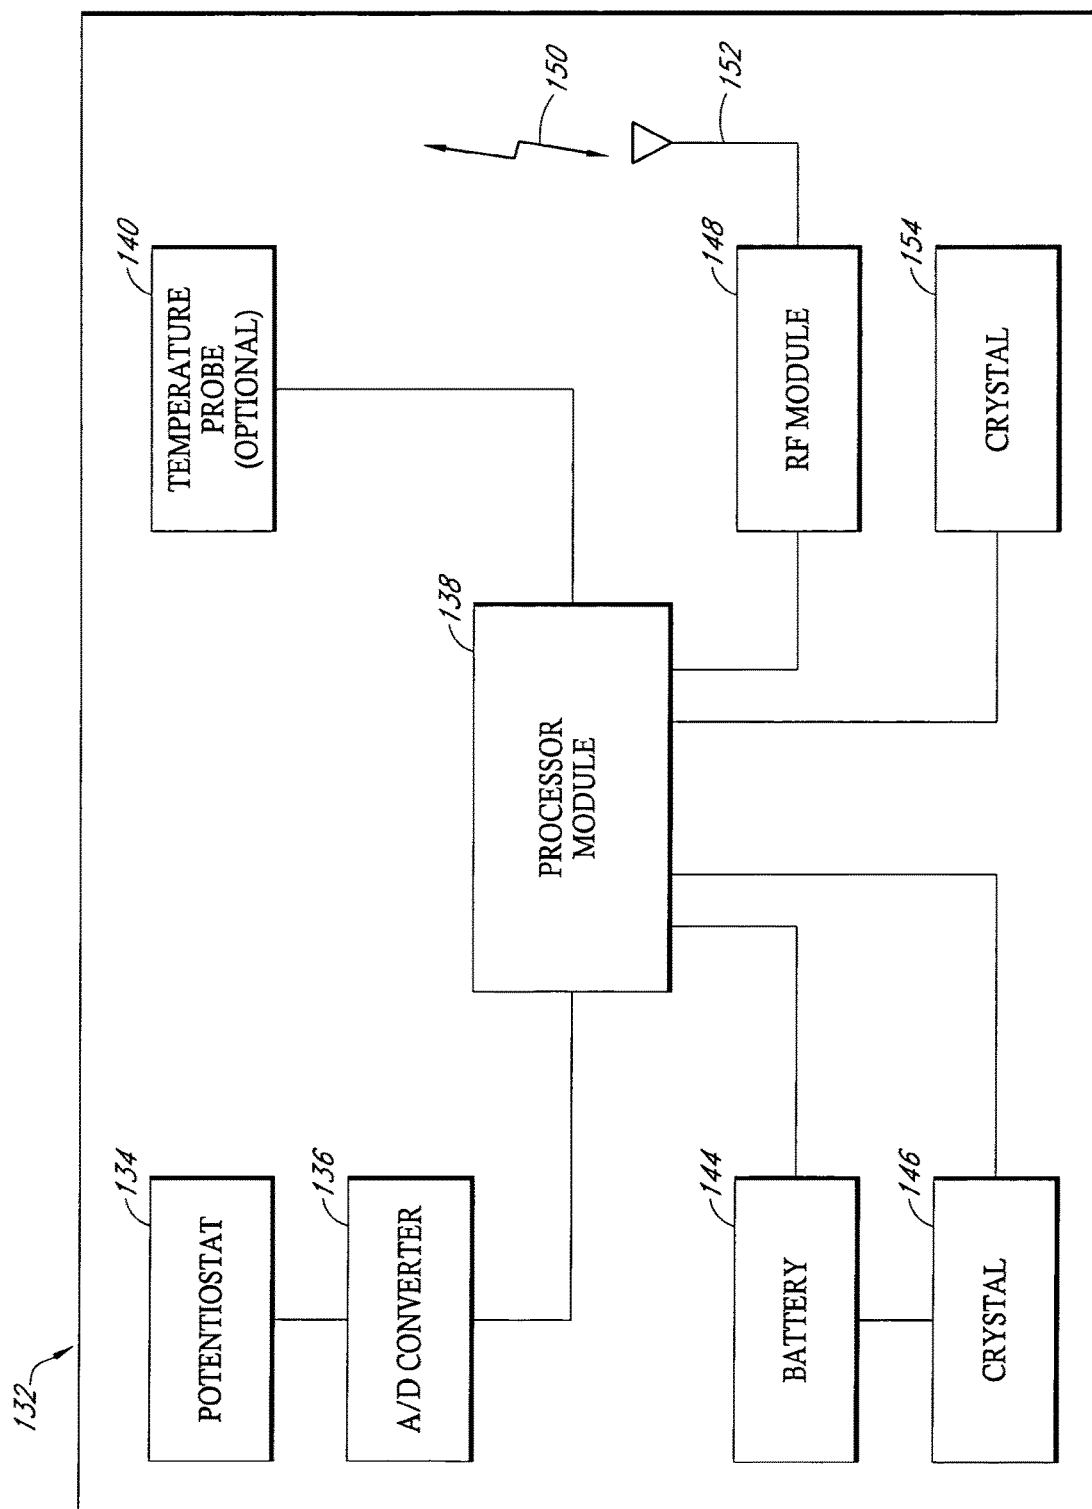 132
134
POTENTIOSTAT
136
A/D CONVERTER
138
PROCESSOR
MODULE
140
TEMPERATURE
PROBE
(OPTIONAL)
144
BATTERY
146
CRYSTAL
148
RF MODULE
150
152
154
CRYSTAL